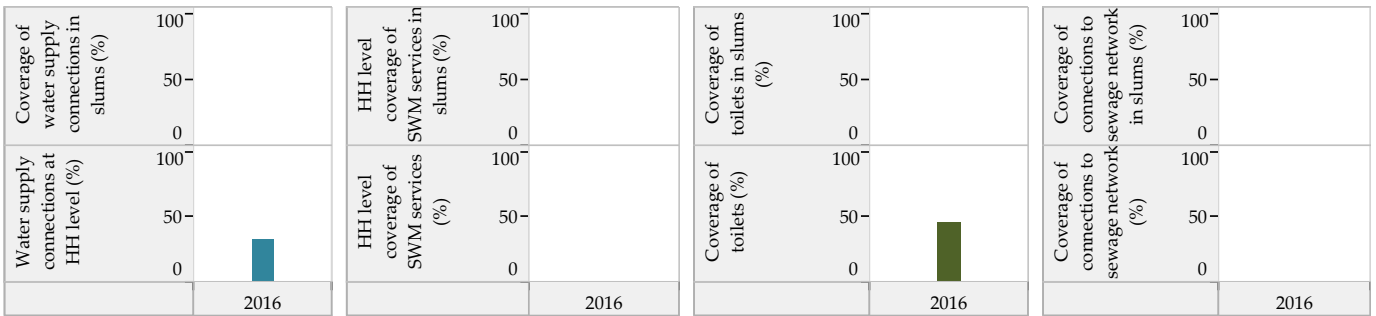 Coverage of
water supply
connections in
slums (%)
100
50
0
Water supply
connections at
HH level (%)
100
50
0
2016
HH level
coverage of
SWM services in
slums (%)
100
50
0
HH level
coverage of
SWM services
(%)
100
50
0
2016
Coverage of
toilets in slums
(%)
100
50
0
Coverage of
toilets (%)
100
50
0
2016
Coverage of
connections to
sewage network
in slums (%)
100
50
0
Coverage of
connections to
sewage network
(%)
100
50
0
2016